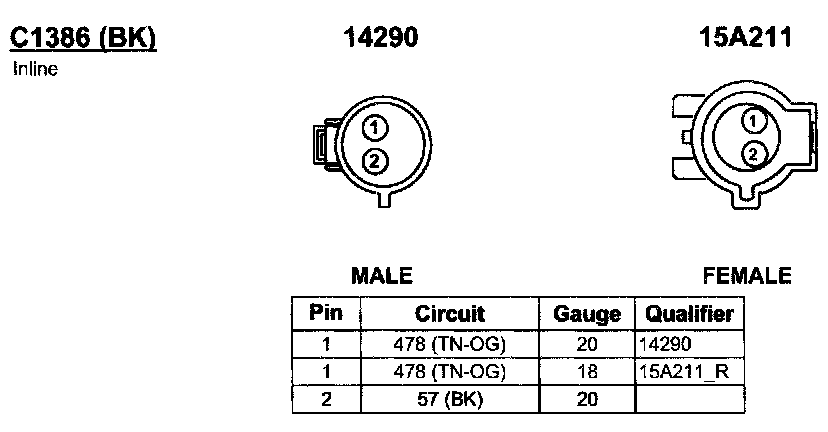 C1386 (BK) 14290 15A211
Inline
1 1
2 2
MALE FEMALE
Pin Circuit Gauge Qualifier
1 478 (TN-OG) 20 14290
1 478 (TN-OG) 18 15A211_R
2 57 (BK) 20